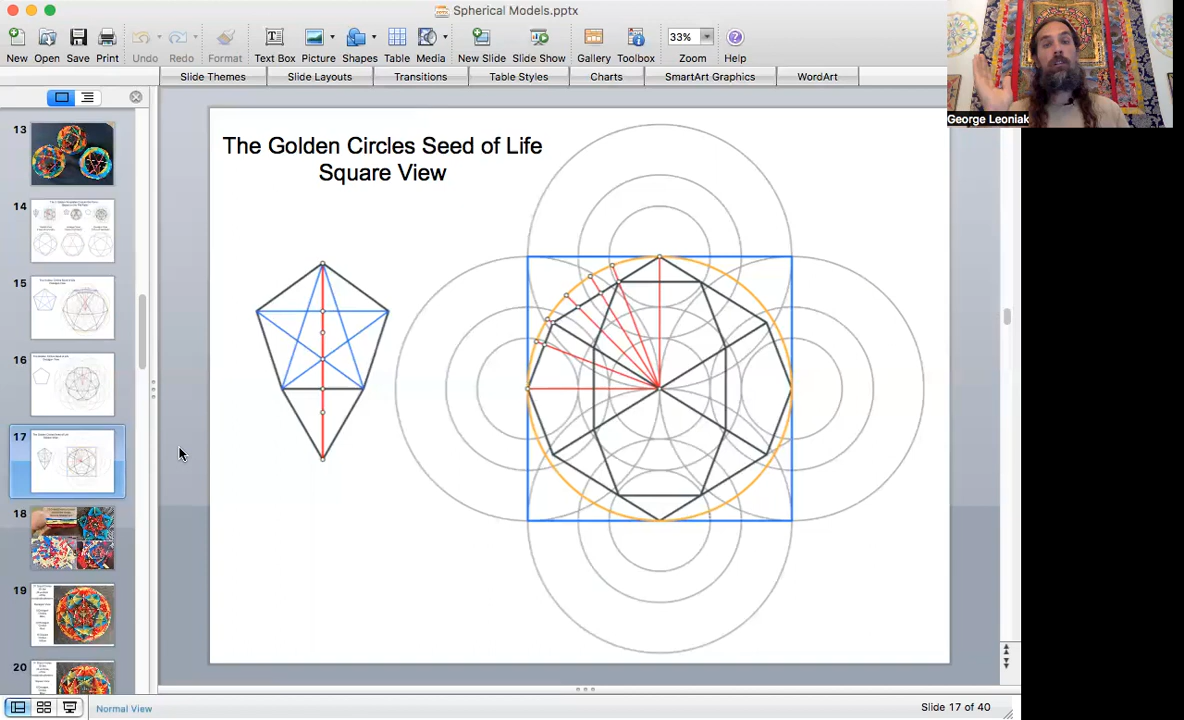 Spherical Models.pptx
New Open Save Print Undo Redo Format Text Box Picture Shapes Table Media New Slide Slide Show Gallery Toolbox Zoom Help
33%
Slide Themes Slide Layouts Transitions Table Styles Charts SmartArt Graphics WordArt
George Leoniak
13
14
15
16
17
18
19
20
The Golden Circles Seed of Life
Square View
Normal View
Slide 17 of 40